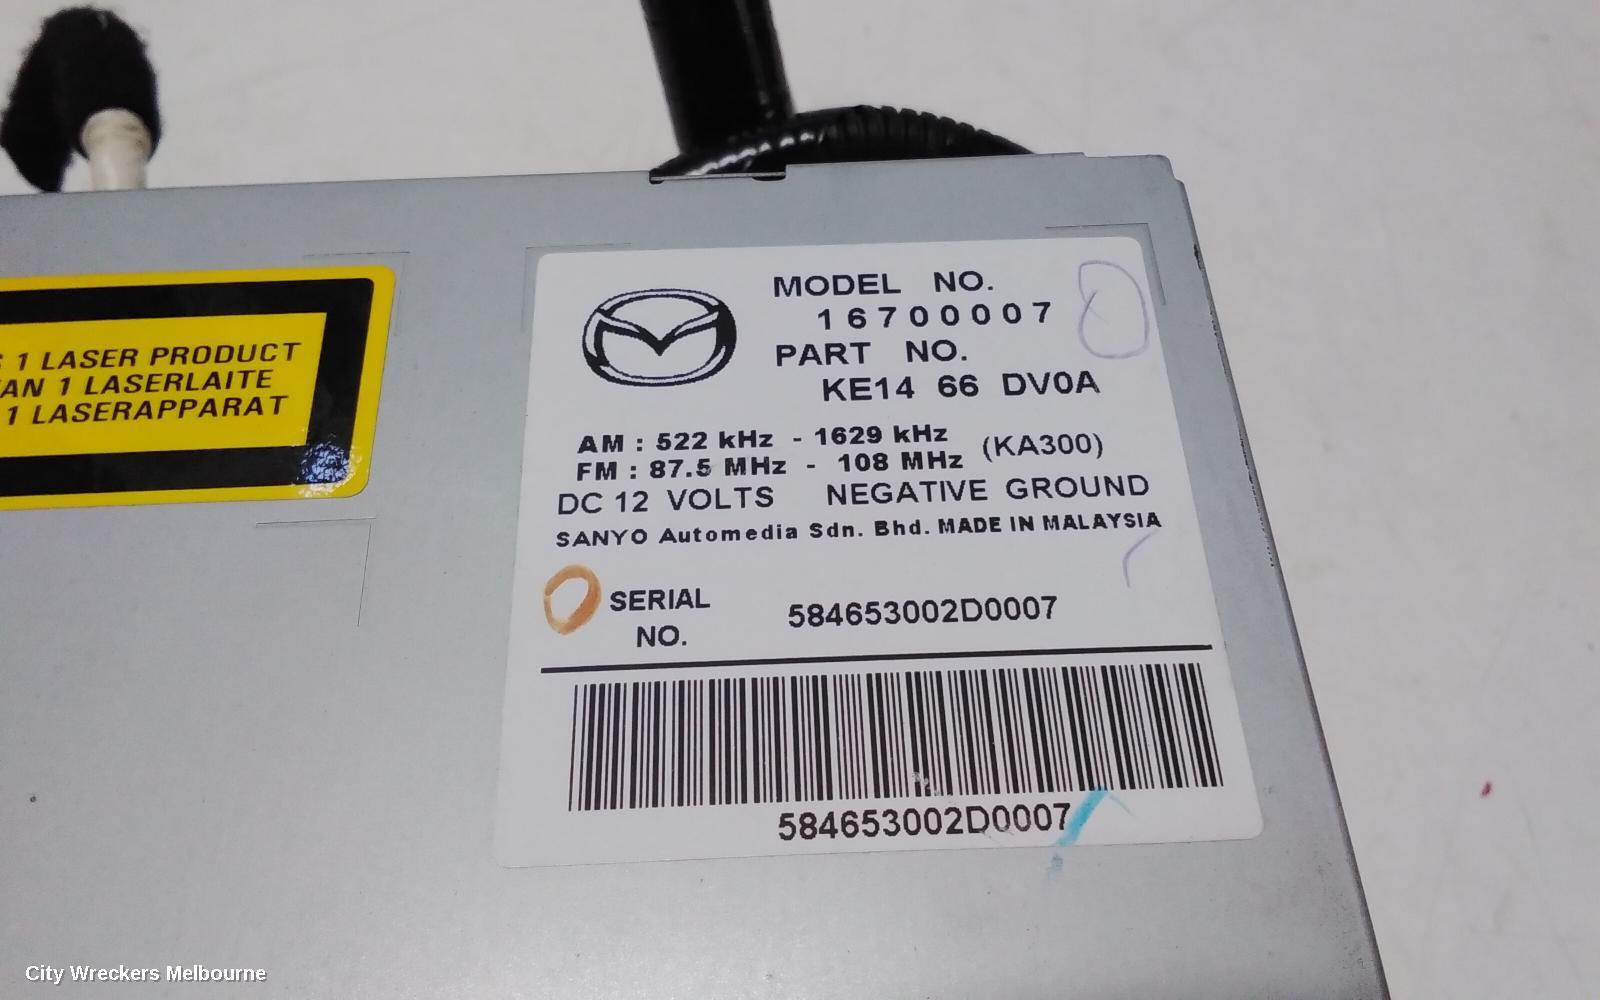 S 1 LASER PRODUCT
AN 1 LASERLAITE
1 LASERAPPARAT
MODEL NO.
16700007
PART NO.
KE14 66 DV0A
AM : 522 kHz - 1629 kHz (KA300)
FM : 87.5 MHz - 108 MHz
DC 12 VOLTS NEGATIVE GROUND
SANYO Automedia Sdn. Bhd. MADE IN MALAYSIA
SERIAL NO. 584653002D0007
584653002D0007
City Wreckers Melbourne